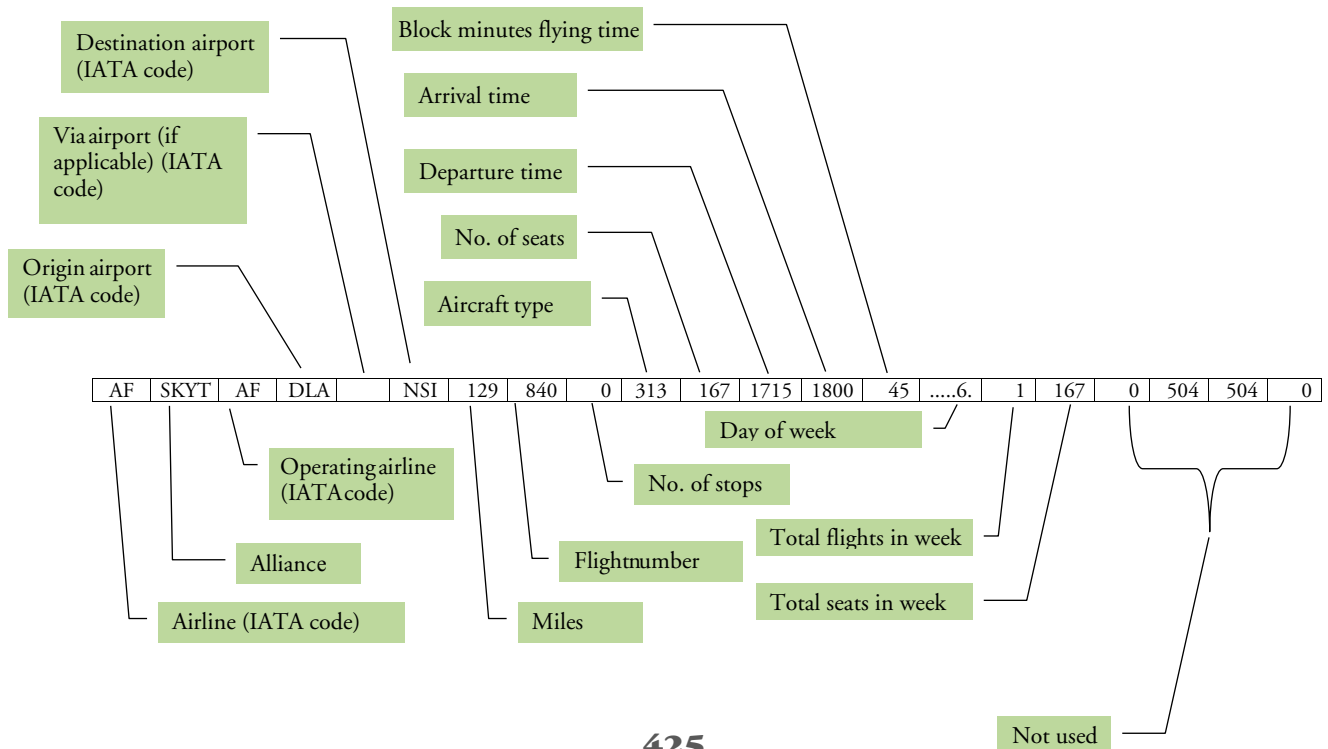 Block minutes flying time
Destination airport
(IATA code)
Arrival time
Via airport (if
applicable) (IATA
code)
Departure time
No. of seats
Origin airport
(IATA code)
Aircraft type
AF SKYT AF DLA NSI 129 840 0 313 167 1715 1800 45 .....6. 1 167 0 504 504 0
Day of week
Operating airline
(IATA code)
No. of stops
Total flights in week
Flightnumber
Alliance
Total seats in week
Airline (IATA code)
Miles
Not used
425